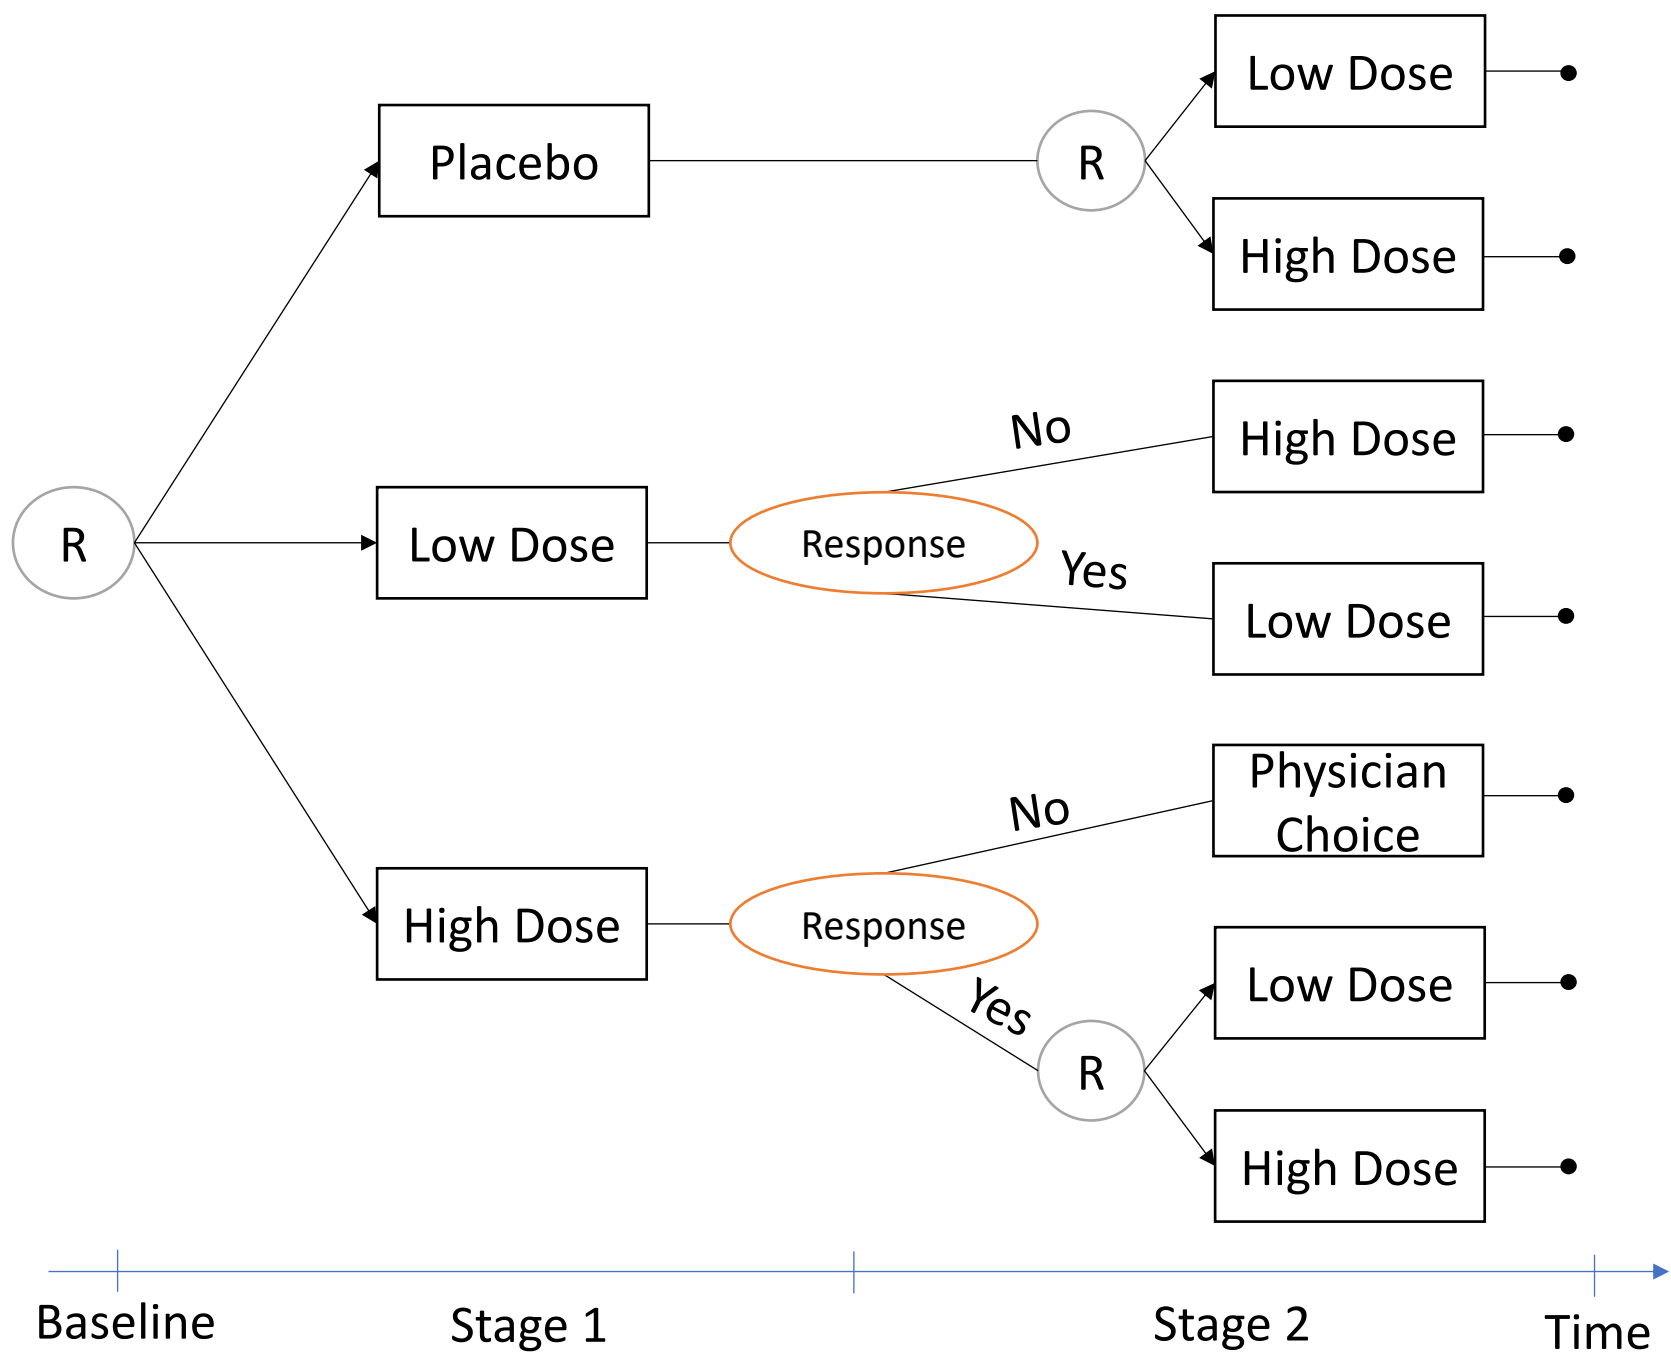 Low Dose
Placebo
R
High Dose
No
High Dose
R
Low Dose
Response
Yes
Low Dose
No
Physician
Choice
High Dose
Response
Yes
Low Dose
R
High Dose
Baseline
Stage 1
Stage 2
Time